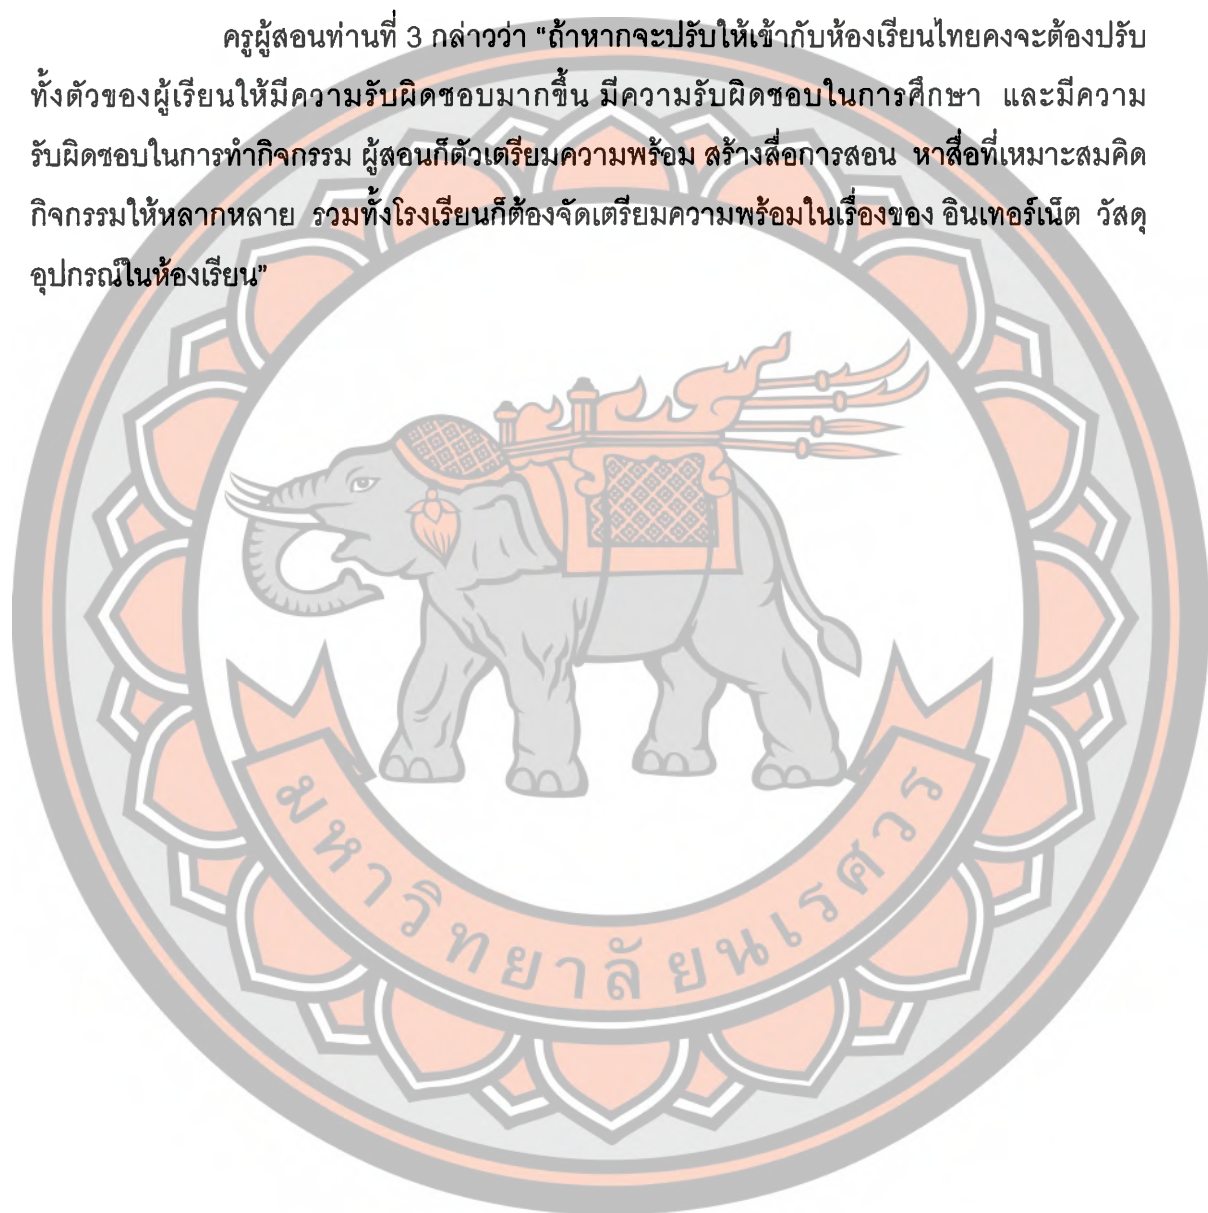 ครูผู้สอนท่านที่ 3 กล่าวว่า “ถ้าหากจะปรับให้เข้ากับห้องเรียนไทยคงจะต้องปรับ
ทั้งตัวของผู้เรียนให้มีความรับผิดชอบมากขึ้น มีความรับผิดชอบในการศึกษา และมีความ
รับผิดชอบในการทำกิจกรรม ผู้สอนก็ตัวเตรียมความพร้อม สร้างสื่อการสอน หาสื่อที่เหมาะสมคิด
กิจกรรมให้หลากหลาย รวมทั้งโรงเรียนก็ต้องจัดเตรียมความพร้อมในเรื่องของ อินเทอร์เน็ต วัสดุ
อุปกรณ์ในห้องเรียน”
มหาวิทยาลัยนเรศวร